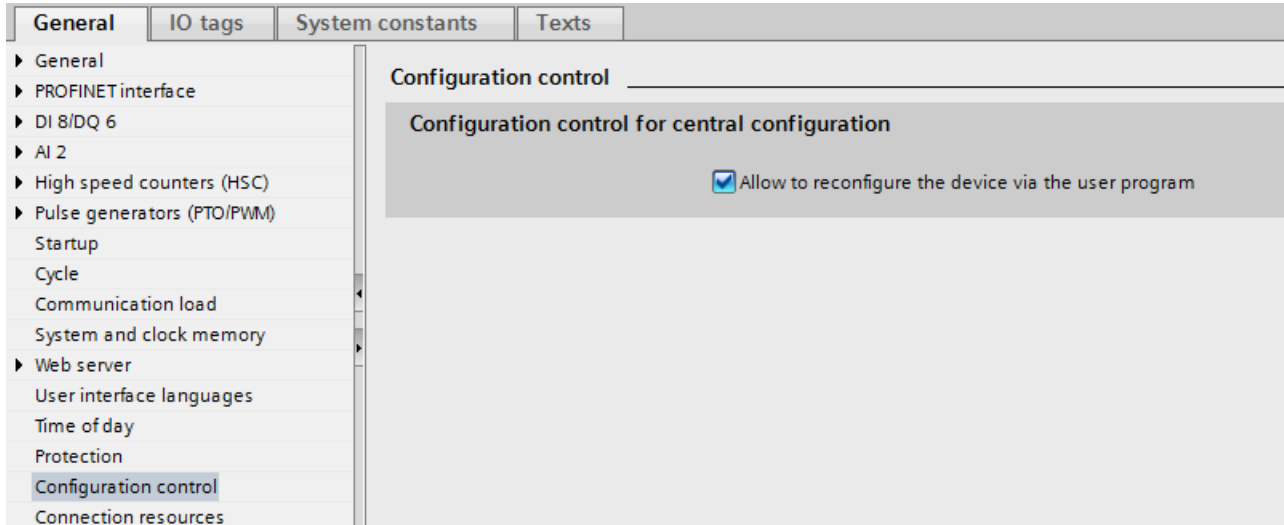 General IO tags System constants Texts
General
PROFINET interface
DI 8/DQ 6
AI 2
High speed counters (HSC)
Pulse generators (PTO/PWM)
Startup
Cycle
Communication load
System and clock memory
Web server
User interface languages
Time of day
Protection
Configuration control
Connection resources
Configuration control
Configuration control for central configuration
Allow to reconfigure the device via the user program